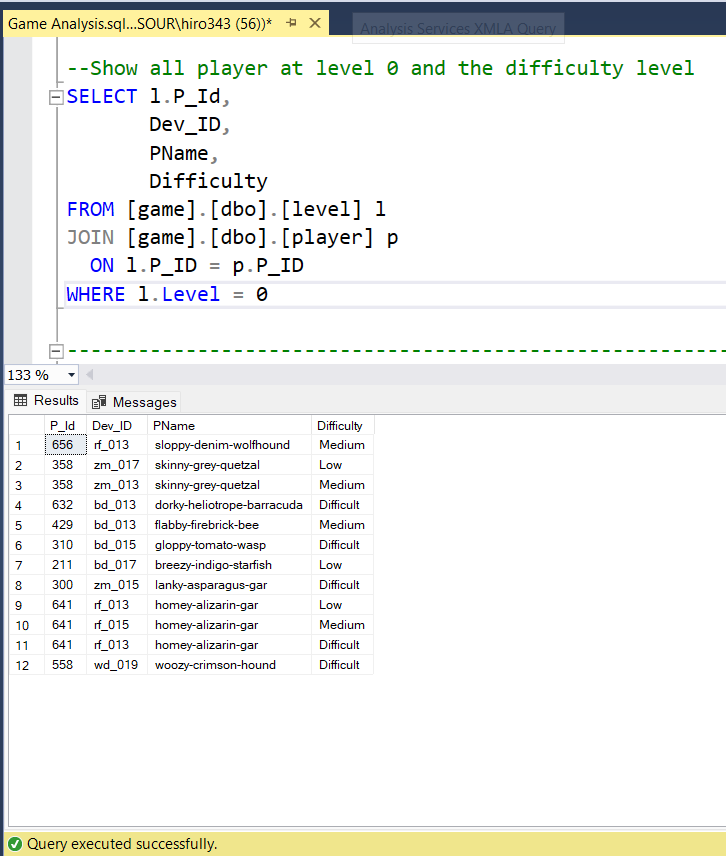 Game Analysis.sql...SOUR\hiro343 (56))*
Analysis Services XMLA Query
--Show all player at level 0 and the difficulty level
SELECT l.P_Id,
Dev_ID,
PName,
Difficulty
FROM [game].[dbo].[level] l
JOIN [game].[dbo].[player] p
ON l.P_ID = p.P_ID
WHERE l.Level = 0
--------------------------------------------------------
133 %
Results Messages
P_Id Dev_ID PName Difficulty
1 656 rf_013 sloppy-denim-wolfhound Medium
2 358 zm_017 skinny-grey-quetzal Low
3 358 zm_013 skinny-grey-quetzal Medium
4 632 bd_013 dorky-heliotrope-barracuda Difficult
5 429 bd_013 flabby-firebrick-bee Medium
6 310 bd_015 gloppy-tomato-wasp Difficult
7 211 bd_017 breezy-indigo-starfish Low
8 300 zm_015 lanky-asparagus-gar Difficult
9 641 rf_013 homey-alizarin-gar Low
10 641 rf_015 homey-alizarin-gar Medium
11 641 rf_013 homey-alizarin-gar Difficult
12 558 wd_019 woozy-crimson-hound Difficult
Query executed successfully.